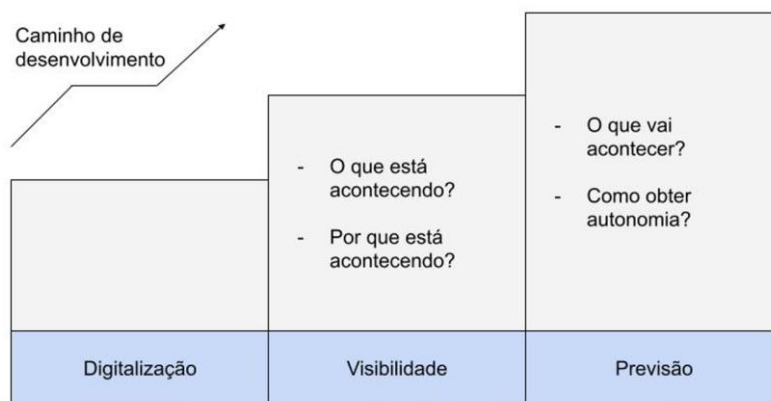 Caminho de
desenvolvimento
- O que está
acontecendo?
- Por que está
acontecendo?
- O que vai
acontecer?
- Como obter
autonomia?
Digitalização
Visibilidade
Previsão